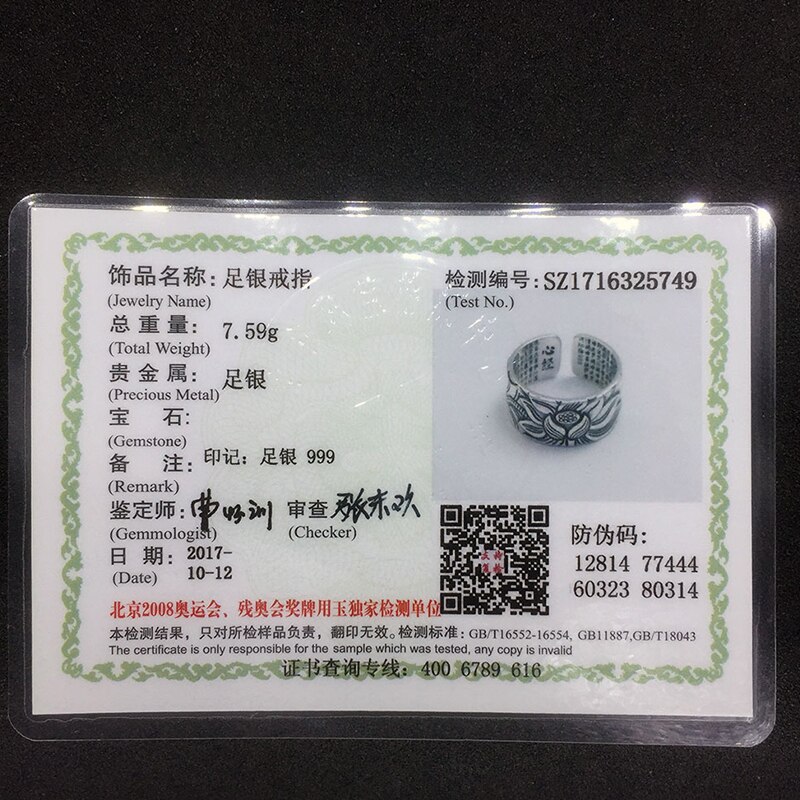 饰品名称: 足银戒指
(Jewelry Name)
总重量: 7.59g
(Total Weight)
贵金属: 足银
(Precious Metal)
宝石:
(Gemstone)
备注: 印记: 足银 999
(Remark)
鉴定师:
(Gemmologist)
审查
(Checker)
日期: 2017-
10-12
(Date)
检测编号: SZ1716325749
(Test No.)
心经
防伪码:
12814 77444
60323 80314
北京2008奥运会、残奥会奖牌用玉独家检测单位
本检测结果，只对所检样品负责，翻印无效。检测标准: GB/T16552-16554, GB11887,GB/T18043
The certificate is only responsible for the sample which was tested, any copy is invalid
证书查询专线: 400 6789 616